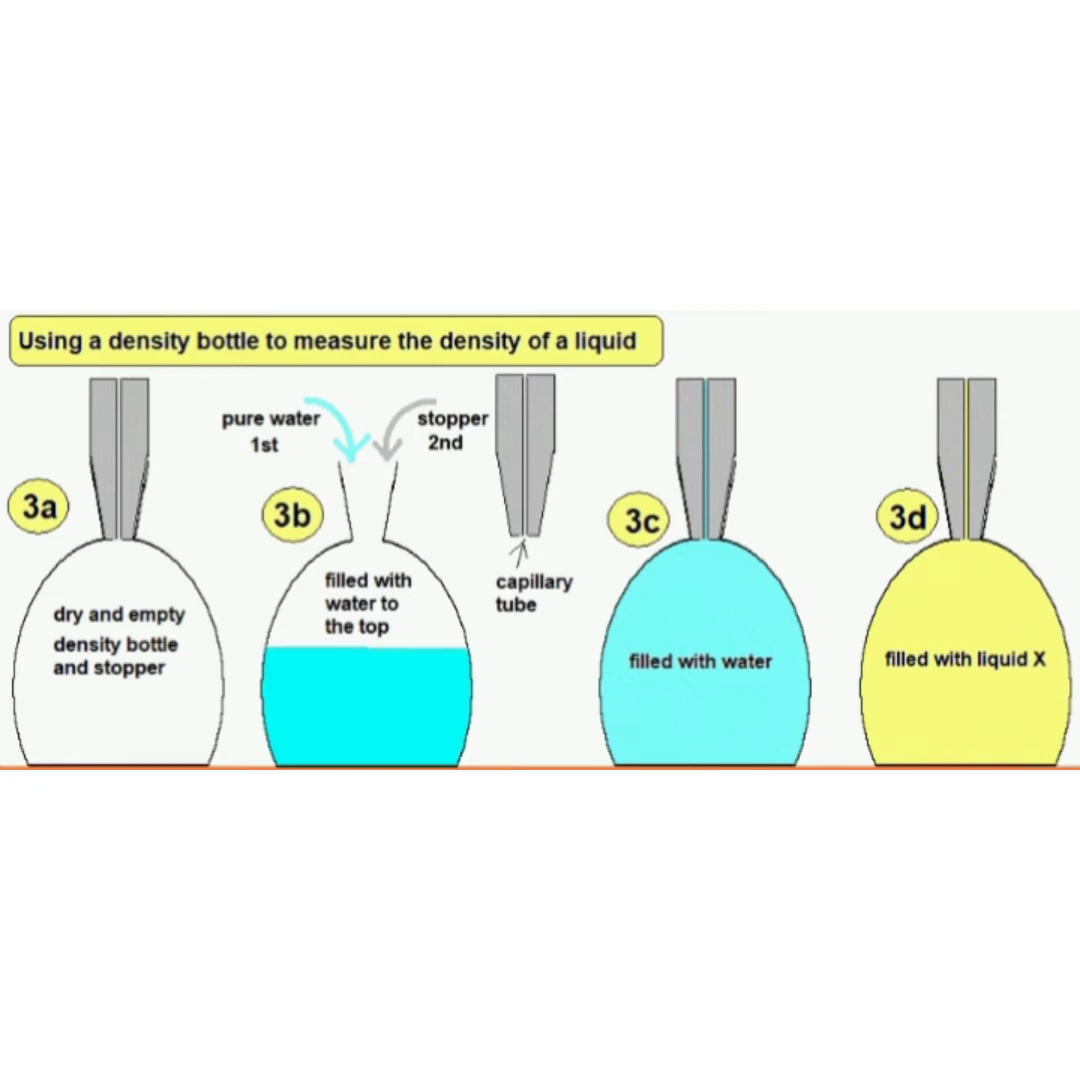 Using a density bottle to measure the density of a liquid
3a
dry and empty
density bottle
and stopper
pure water
1st
stopper
2nd
3b
filled with
water to
the top
capillary
tube
3c
filled with water
3d
filled with liquid X